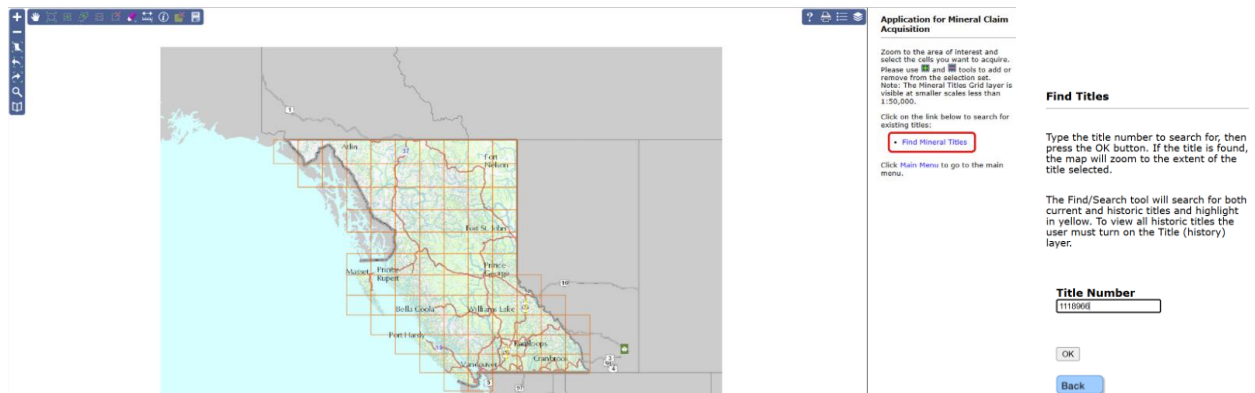 Application for Mineral Claim
Acquisition
Zoom to the area of interest and
select the cells you want to acquire.
Please use and tools to add or
remove from the selection set.
Note: The Mineral Titles Grid layer is
visible at smaller scales less than
1:50,000.
Click on the link below to search for
existing titles:
• Find Mineral Titles
Click Main Menu to go to the main
menu.
Find Titles
Type the title number to search for, then
press the OK button. If the title is found,
the map will zoom to the extent of the
title selected.
The Find/Search tool will search for both
current and historic titles and highlight
in yellow. To view all historic titles the
user must turn on the Title (history)
layer.
Title Number
1118966
OK
Back
?
1
Atlin
37
Fort
Nelson
Fort St. John
Masset
Prince
Rupert
Prince
George
16
Bella Coola
Williams Lake
Port Hardy
Kamloops
Vancouver
Cranbrook
5
97